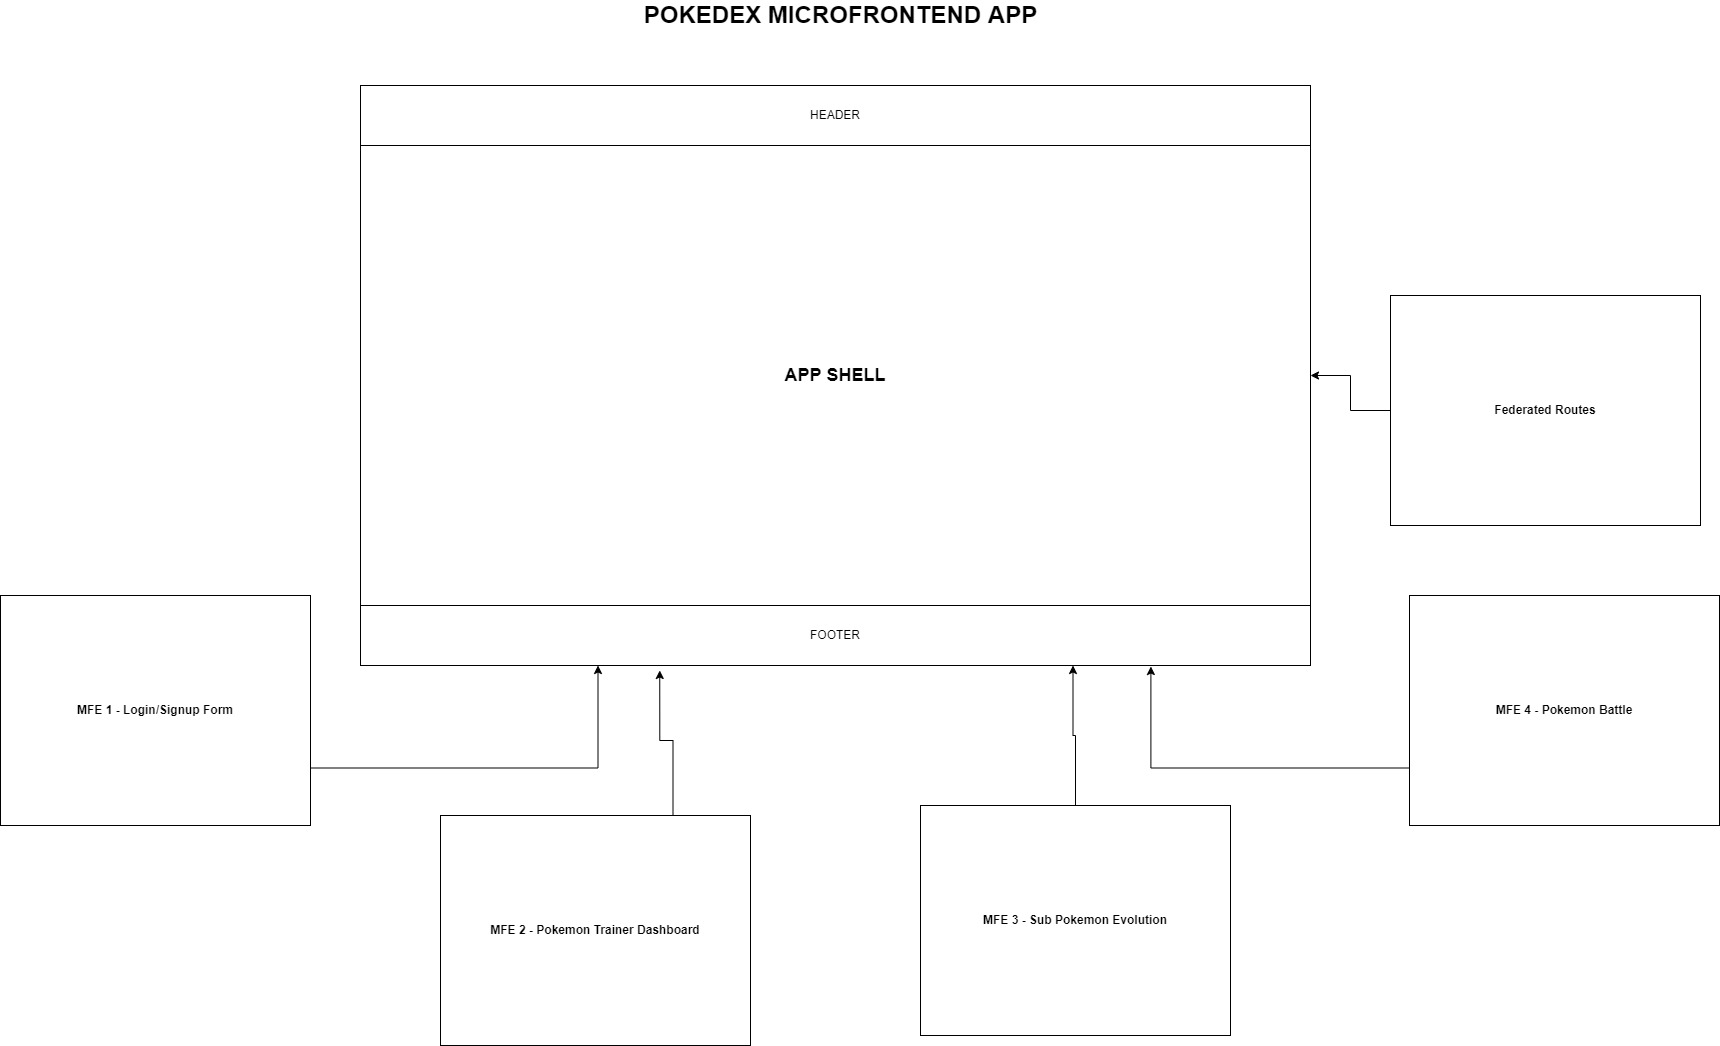 POKEDEX MICROFRONTEND APP
HEADER
APP SHELL
Federated Routes
FOOTER
MFE 1 - Login/Signup Form
MFE 4 - Pokemon Battle
MFE 2 - Pokemon Trainer Dashboard
MFE 3 - Sub Pokemon Evolution